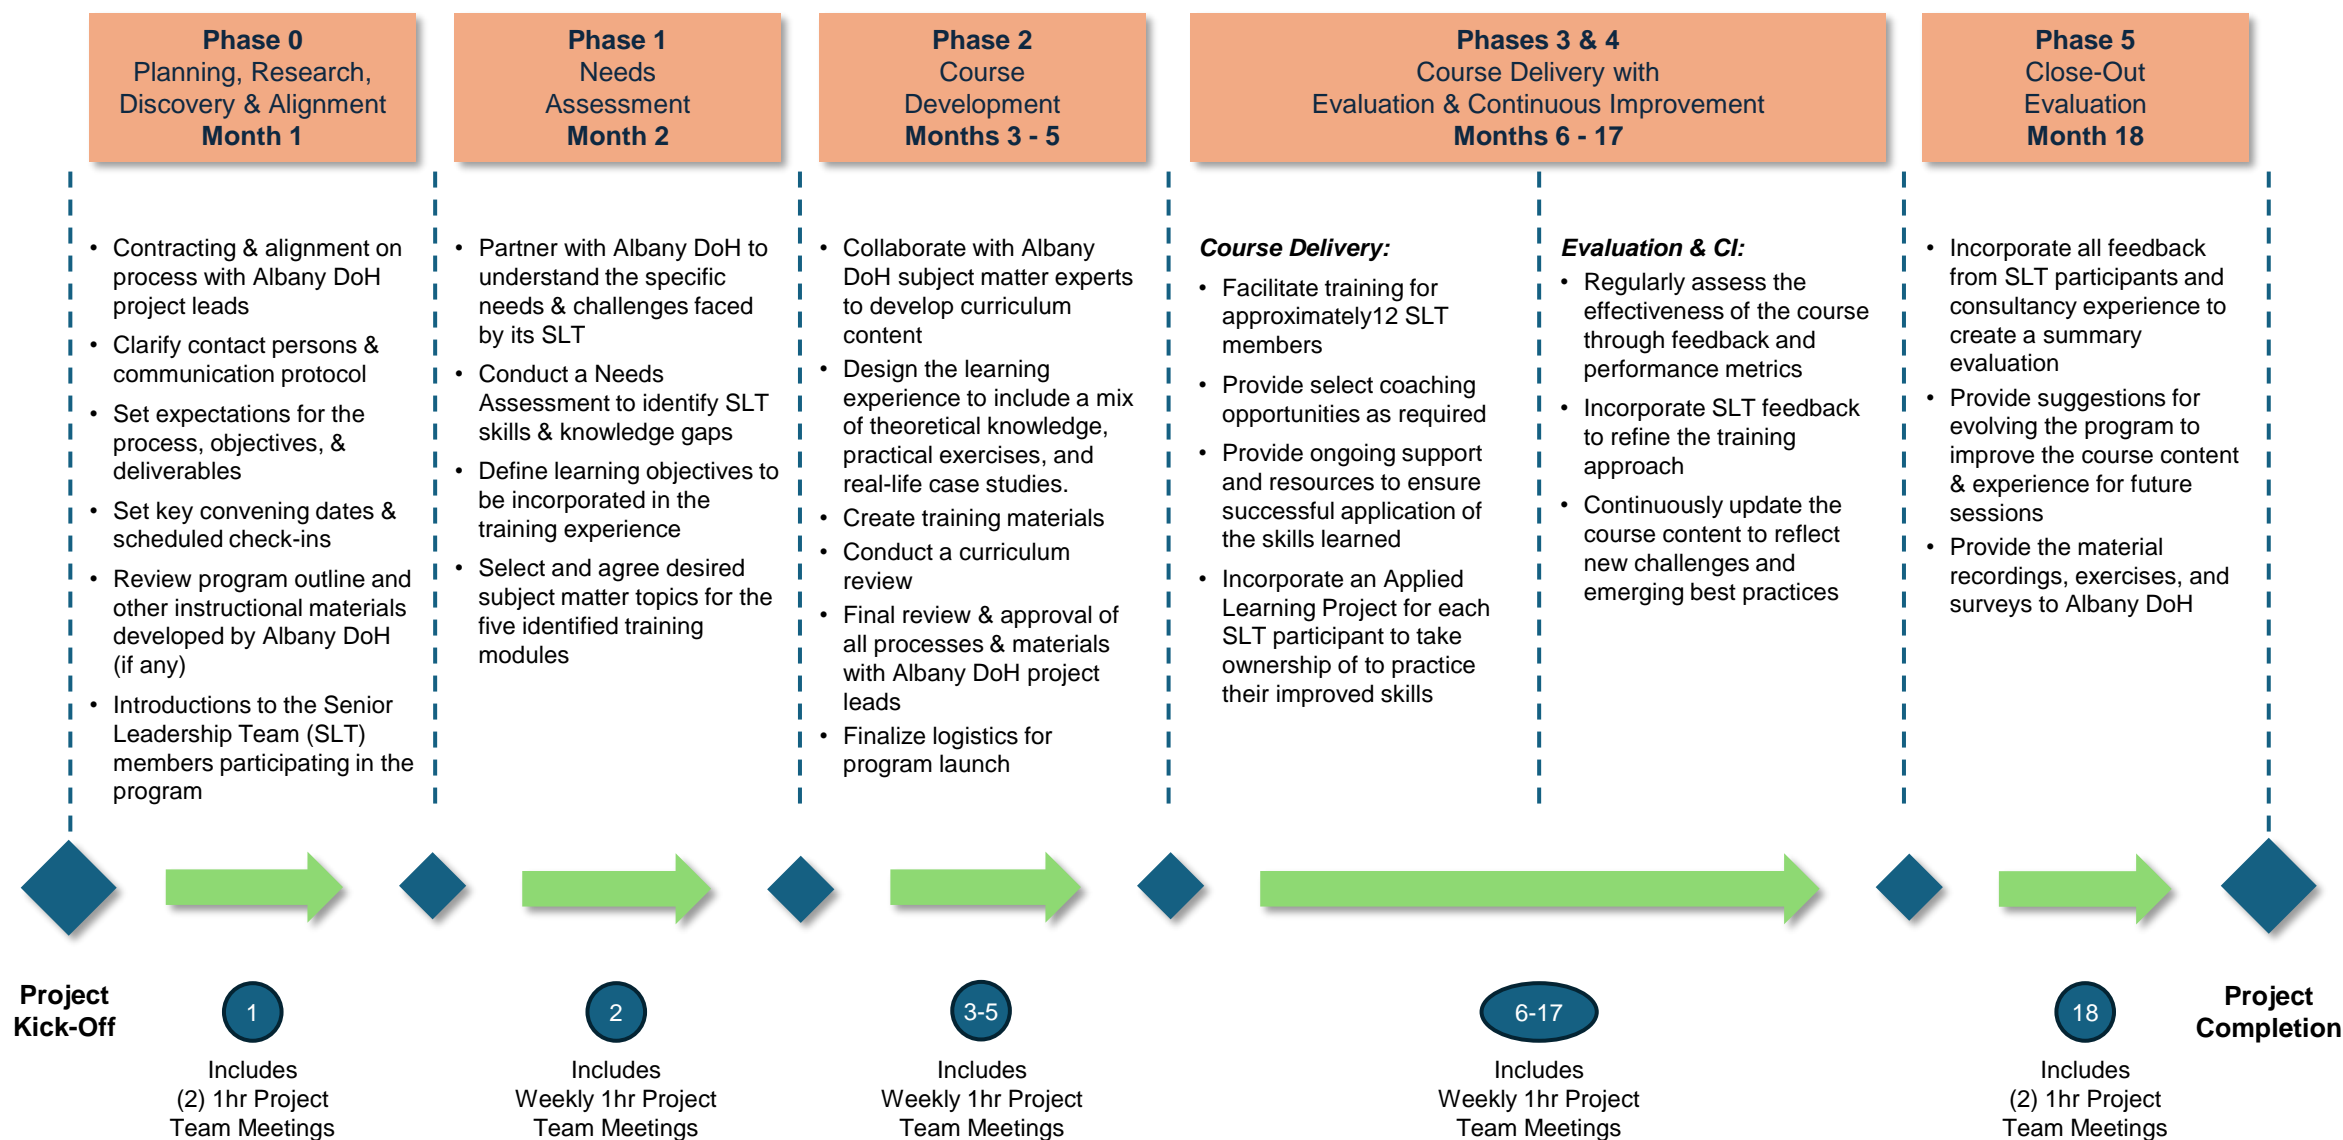 Phase 0
Planning, Research,
Discovery & Alignment
Month 1
Phase 1
Needs
Assessment
Month 2
Phase 2
Course
Development
Months 3 - 5
Phases 3 & 4
Course Delivery with
Evaluation & Continuous Improvement
Months 6 - 17
Phase 5
Close-Out
Evaluation
Month 18
• Contracting & alignment on
process with Albany DoH
project leads
• Clarify contact persons &
communication protocol
• Set expectations for the
process, objectives, &
deliverables
• Set key convening dates &
scheduled check-ins
• Review program outline and
other instructional materials
developed by Albany DoH
(if any)
• Introductions to the Senior
Leadership Team (SLT)
members participating in the
program
• Partner with Albany DoH to
understand the specific
needs & challenges faced
by its SLT
• Conduct a Needs
Assessment to identify SLT
skills & knowledge gaps
• Define learning objectives to
be incorporated in the
training experience
• Select and agree desired
subject matter topics for the
five identified training
modules
• Collaborate with Albany
DoH subject matter experts
to develop curriculum
content
• Design the learning
experience to include a mix
of theoretical knowledge,
practical exercises, and
real-life case studies.
• Create training materials
• Conduct a curriculum
review
• Final review & approval of
all processes & materials
with Albany DoH project
leads
• Finalize logistics for
program launch
Course Delivery:
• Facilitate training for
approximately12 SLT
members
• Provide select coaching
opportunities as required
• Provide ongoing support
and resources to ensure
successful application of
the skills learned
• Incorporate an Applied
Learning Project for each
SLT participant to take
ownership of to practice
their improved skills
Evaluation & CI:
• Regularly assess the
effectiveness of the course
through feedback and
performance metrics
• Incorporate SLT feedback
to refine the training
approach
• Continuously update the
course content to reflect
new challenges and
emerging best practices
• Incorporate all feedback
from SLT participants and
consultancy experience to
create a summary
evaluation
• Provide suggestions for
evolving the program to
improve the course content
& experience for future
sessions
• Provide the material
recordings, exercises, and
surveys to Albany DoH
Project
Kick-Off
1
Includes
(2) 1hr Project
Team Meetings
2
Includes
Weekly 1hr Project
Team Meetings
3-5
Includes
Weekly 1hr Project
Team Meetings
6-17
Includes
Weekly 1hr Project
Team Meetings
18
Includes
(2) 1hr Project
Team Meetings
Project
Completion